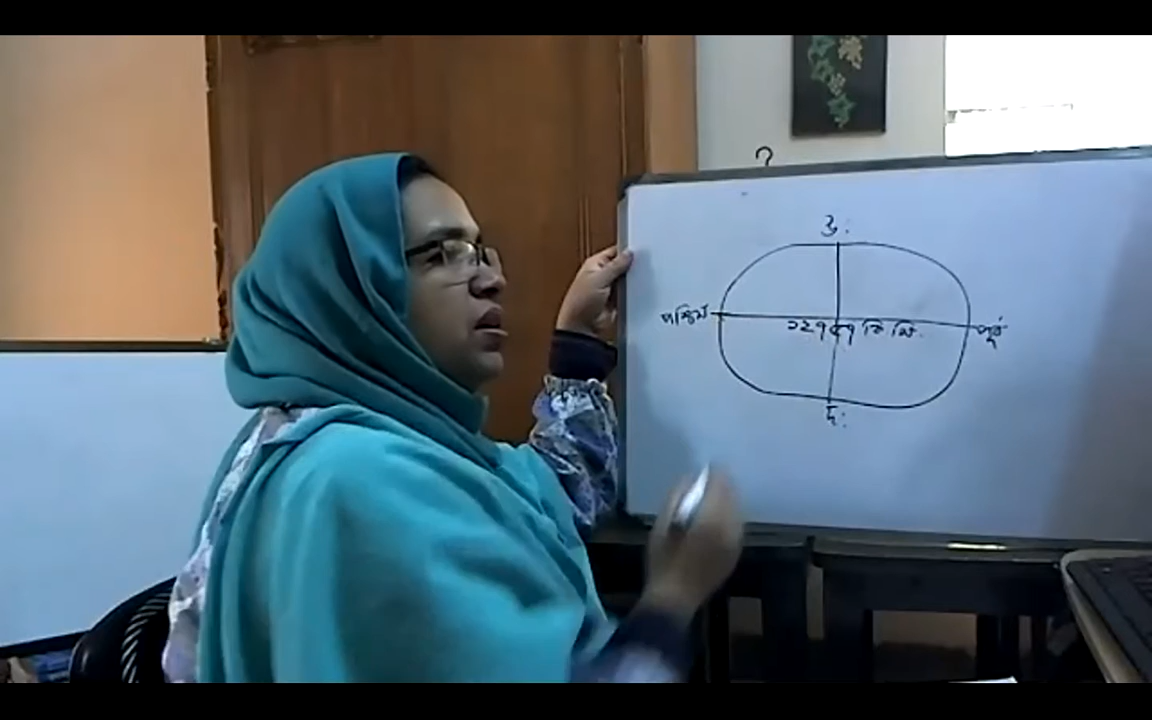 উ:
পশ্চিম
১২৭৫৭ কি মি.
পূর্ব
দ: